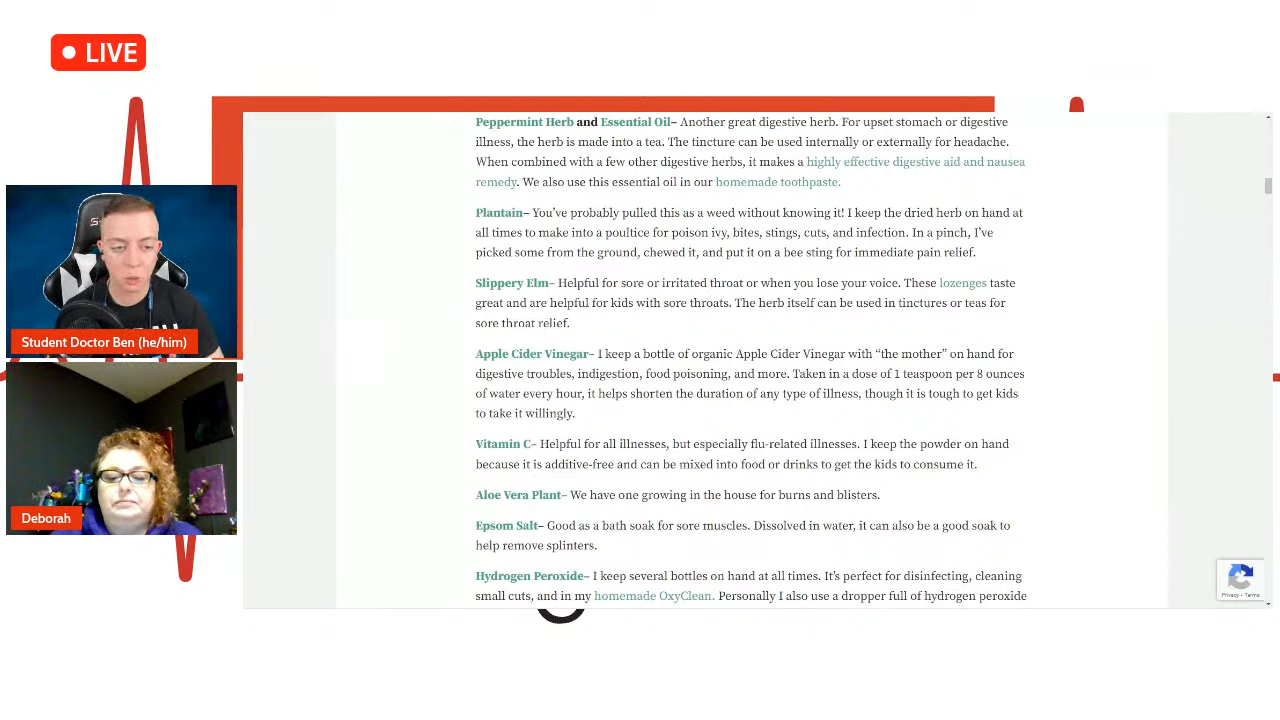 LIVE
Peppermint Herb and Essential Oil– Another great digestive herb. For upset stomach or digestive
illness, the herb is made into a tea. The tincture can be used internally or externally for headache.
When combined with a few other digestive herbs, it makes a highly effective digestive aid and nausea
remedy. We also use this essential oil in our homemade toothpaste.
Plantain– You’ve probably pulled this as a weed without knowing it! I keep the dried herb on hand at
all times to make into a poultice for poison ivy, bites, stings, cuts, and infection. In a pinch, I’ve
picked some from the ground, chewed it, and put it on a bee sting for immediate pain relief.
Slippery Elm– Helpful for sore or irritated throat or when you lose your voice. These lozenges taste
great and are helpful for kids with sore throats. The herb itself can be used in tinctures or teas for
sore throat relief.
Apple Cider Vinegar– I keep a bottle of organic Apple Cider Vinegar with “the mother” on hand for
digestive troubles, indigestion, food poisoning, and more. Taken in a dose of 1 teaspoon per 8 ounces
of water every hour, it helps shorten the duration of any type of illness, though it is tough to get kids
to take it willingly.
Vitamin C– Helpful for all illnesses, but especially flu-related illnesses. I keep the powder on hand
because it is additive-free and can be mixed into food or drinks to get the kids to consume it.
Aloe Vera Plant– We have one growing in the house for burns and blisters.
Epsom Salt– Good as a bath soak for sore muscles. Dissolved in water, it can also be a good soak to
help remove splinters.
Hydrogen Peroxide– I keep several bottles on hand at all times. It’s perfect for disinfecting, cleaning
small cuts, and in my homemade OxyClean. Personally I also use a dropper full of hydrogen peroxide
Student Doctor Ben (he/him)
Deborah
Privacy - Terms